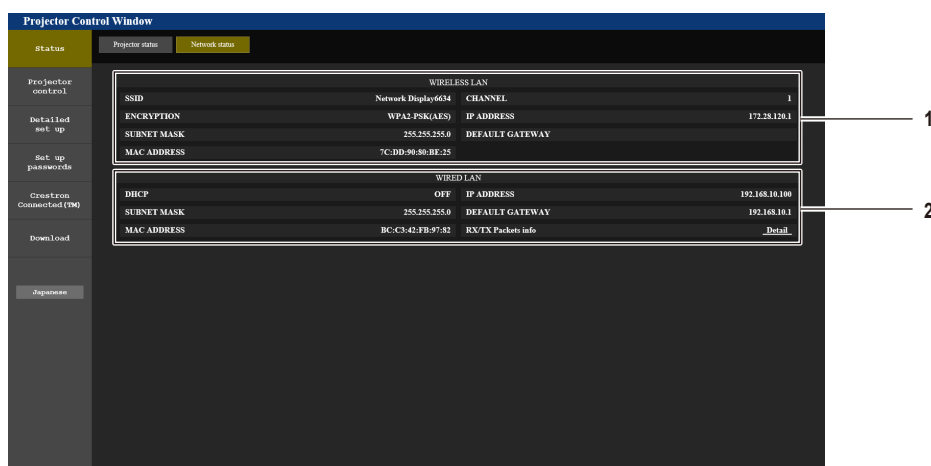 Projector Control Window
Status
Projector status
Network status
Projector
control
Detailed
set up
Set up
passwords
Crestron
Connected(TM)
Download
Japanese
WIRELESS LAN
SSID Network Display6634 CHANNEL 1
ENCRYPTION WPA2-PSK(AES) IP ADDRESS 172.28.120.1
SUBNET MASK 255.255.255.0 DEFAULT GATEWAY
MAC ADDRESS 7C:DD:90:80:BE:25
1
WIRED LAN
DHCP OFF IP ADDRESS 192.168.10.100
SUBNET MASK 255.255.255.0 DEFAULT GATEWAY 192.168.10.1
MAC ADDRESS BC:C3:42:FB:97:82 RX/TX Packets info Detail
2